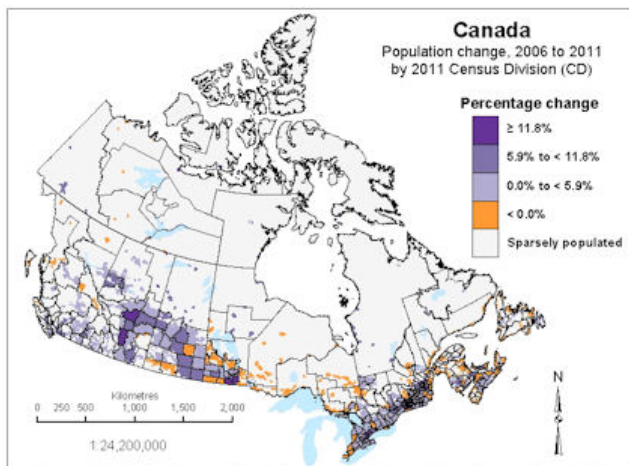 Canada
Population change, 2006 to 2011
by 2011 Census Division (CD)
Percentage change
≥ 11.8%
5.9% to < 11.8%
0.0% to < 5.9%
< 0.0%
Sparsely populated
N
Kilometres
0 250 500 1,000 1,500 2,000
1:24,200,000